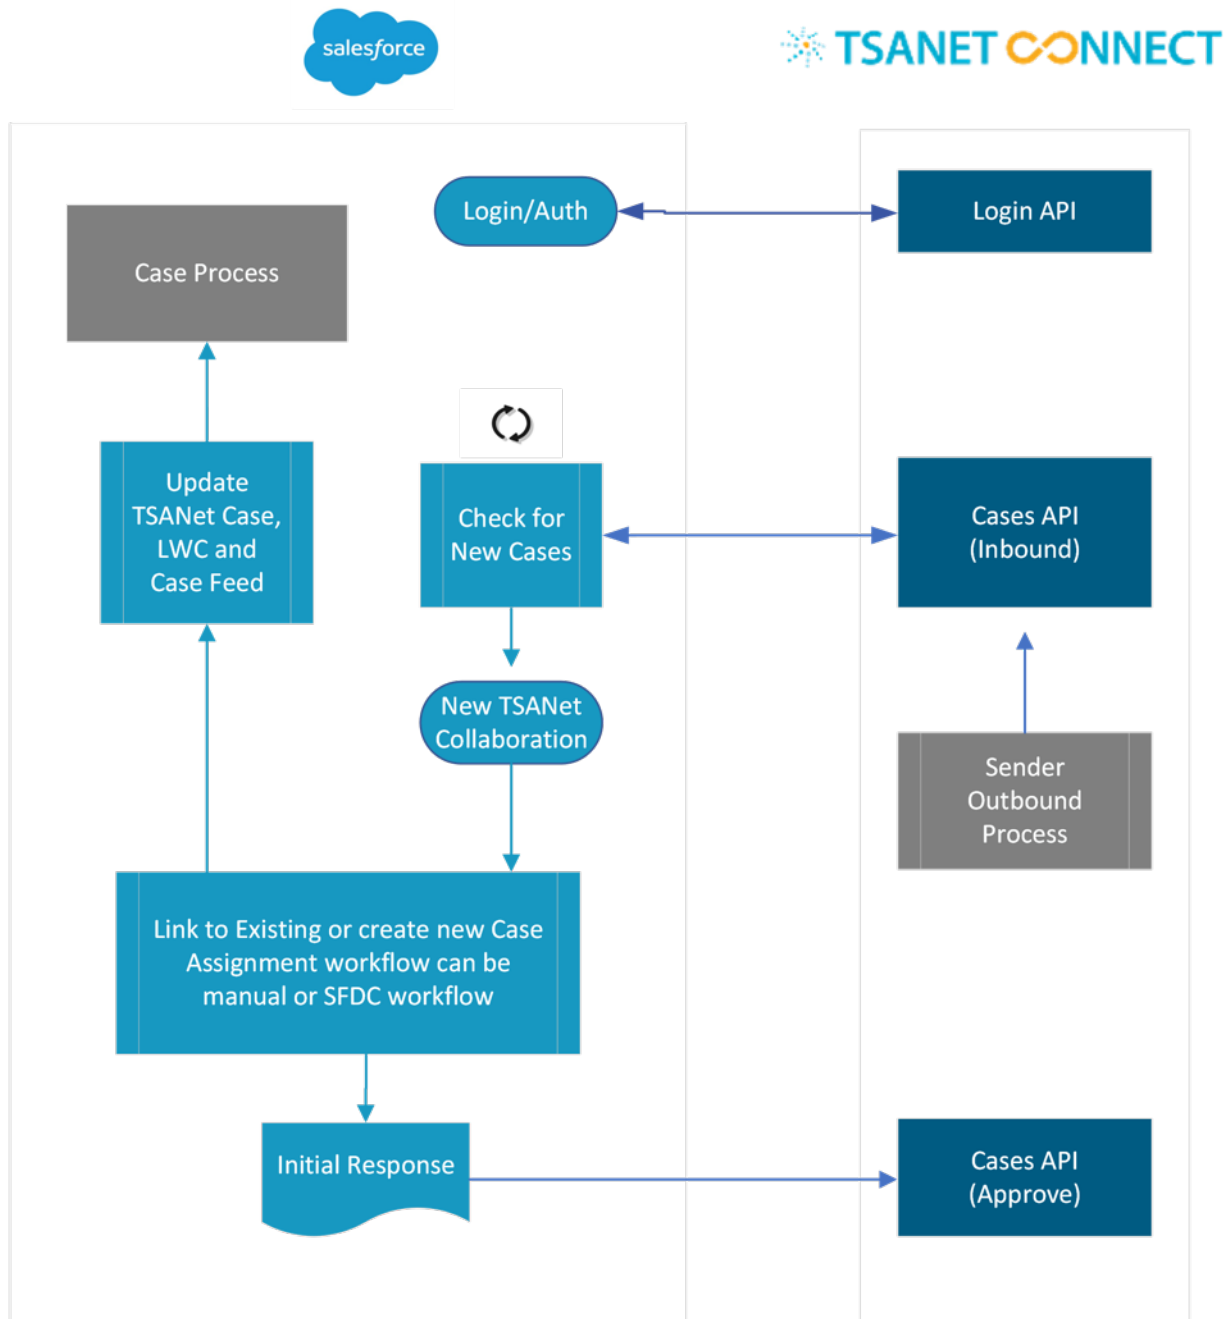 salesforce
TSANET CONNECT
Login/Auth
Login API
Case Process
Update
TSANet Case,
LWC and
Case Feed
Check for
New Cases
Cases API
(Inbound)
New TSANet
Collaboration
Sender
Outbound
Process
Link to Existing or create new Case
Assignment workflow can be
manual or SFDC workflow
Initial Response
Cases API
(Approve)